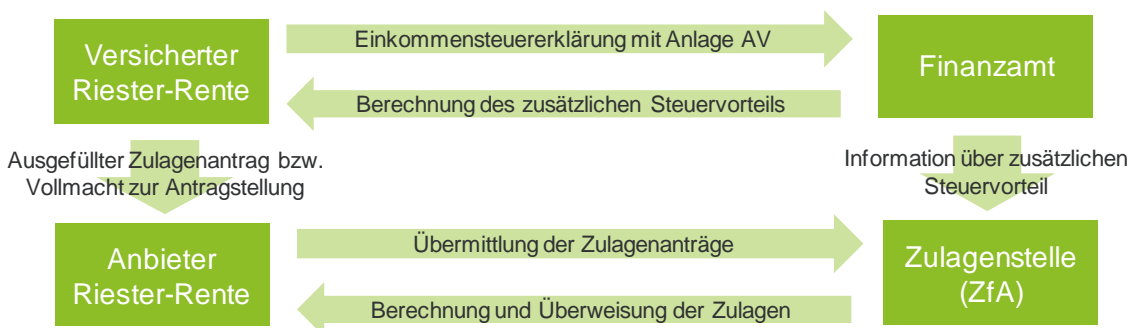 Versicherter
Riester-Rente
Einkommensteuererklärung mit Anlage AV
Berechnung des zusätzlichen Steuervorteils
Finanzamt
Ausgefüllter Zulagenantrag bzw.
Vollmacht zur Antragstellung
Information über zusätzlichen
Steuervorteil
Anbieter
Riester-Rente
Übermittlung der Zulagenanträge
Berechnung und Überweisung der Zulagen
Zulagenstelle
(ZfA)